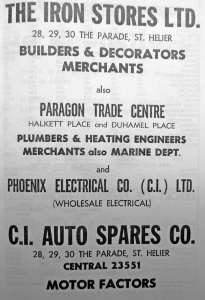 THE IRON STORES LTD.
28, 29, 30 THE PARADE, ST. HELIER
BUILDERS & DECORATORS
MERCHANTS
also
PARAGON TRADE CENTRE
HALKETT PLACE and DUHAMEL PLACE
PLUMBERS & HEATING ENGINEERS
MERCHANTS also MARINE DEPT.
and
PHOENIX ELECTRICAL CO. (C.I.) LTD.
(WHOLESALE ELECTRICAL)
C.I. AUTO SPARES CO.
28, 29, 30 THE PARADE, ST. HELIER
CENTRAL 23551
MOTOR FACTORS